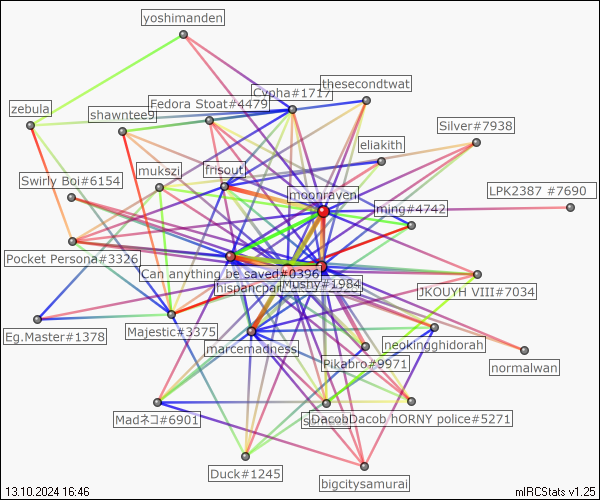 yoshimanden
thesecondtwat
Cypha#1717
Fedora Stoat#4479
zebula
shawntee9
Silver#7938
eliakith
mukszi
frisout
Swirly Boi#6154
LPK2387 #7690
moonraven
ming#4742
Pocket Persona#3326
Can anything be saved#0396
hispancpar
Mushy#1984
JKOUYH VIII#7034
Eg.Master#1378
Majestic#3375
marcemadness
neokingghidorah
Pikabro#9971
normalwan
Madネコ#6901
DacobDacob hORNY police#5271
Duck#1245
bigcitysamurai
13.10.2024 16:46
mIRCStats v1.25